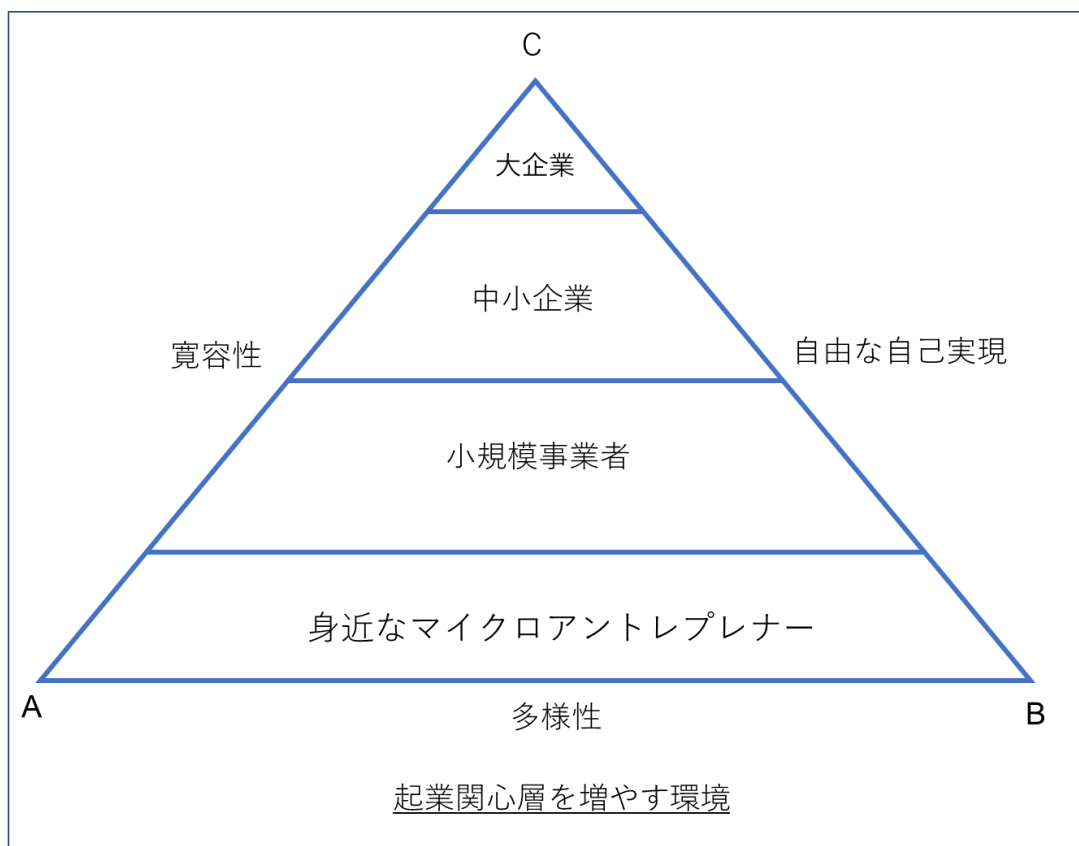 C
大企業
中小企業
寛容性
自由な自己実現
小規模事業者
身近なマイクロアントレプレナー
A
B
多様性
起業関心層を増やす環境